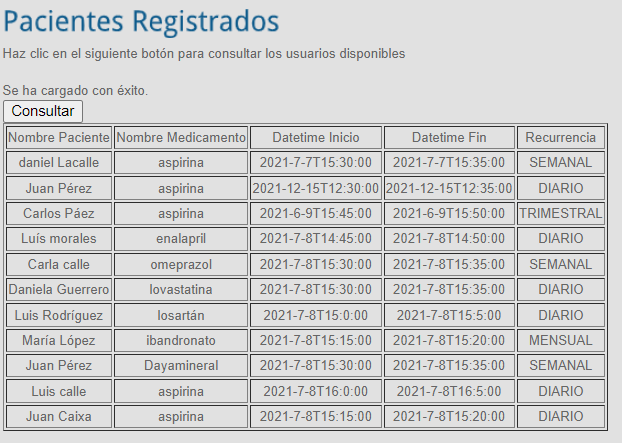 Pacientes Registrados
Haz clic en el siguiente botón para consultar los usuarios disponibles
Se ha cargado con éxito.
Consultar
Nombre Paciente Nombre Medicamento Datetime Inicio Datetime Fin Recurrencia
daniel Lacalle aspirina 2021-7-7T15:30:00 2021-7-7T15:35:00 SEMANAL
Juan Pérez aspirina 2021-12-15T12:30:00 2021-12-15T12:35:00 DIARIO
Carlos Páez aspirina 2021-6-9T15:45:00 2021-6-9T15:50:00 TRIMESTRAL
Luís morales enalapril 2021-7-8T14:45:00 2021-7-8T14:50:00 DIARIO
Carla calle omeprazol 2021-7-8T15:30:00 2021-7-8T15:35:00 SEMANAL
Daniela Guerrero lovastatina 2021-7-8T15:30:00 2021-7-8T15:35:00 DIARIO
Luis Rodríguez losartán 2021-7-8T15:0:00 2021-7-8T15:5:00 DIARIO
María López ibandronato 2021-7-8T15:15:00 2021-7-8T15:20:00 MENSUAL
Juan Pérez Dayamineral 2021-7-8T15:30:00 2021-7-8T15:35:00 SEMANAL
Luis calle aspirina 2021-7-8T16:0:00 2021-7-8T16:5:00 DIARIO
Juan Caixa aspirina 2021-7-8T15:15:00 2021-7-8T15:20:00 DIARIO